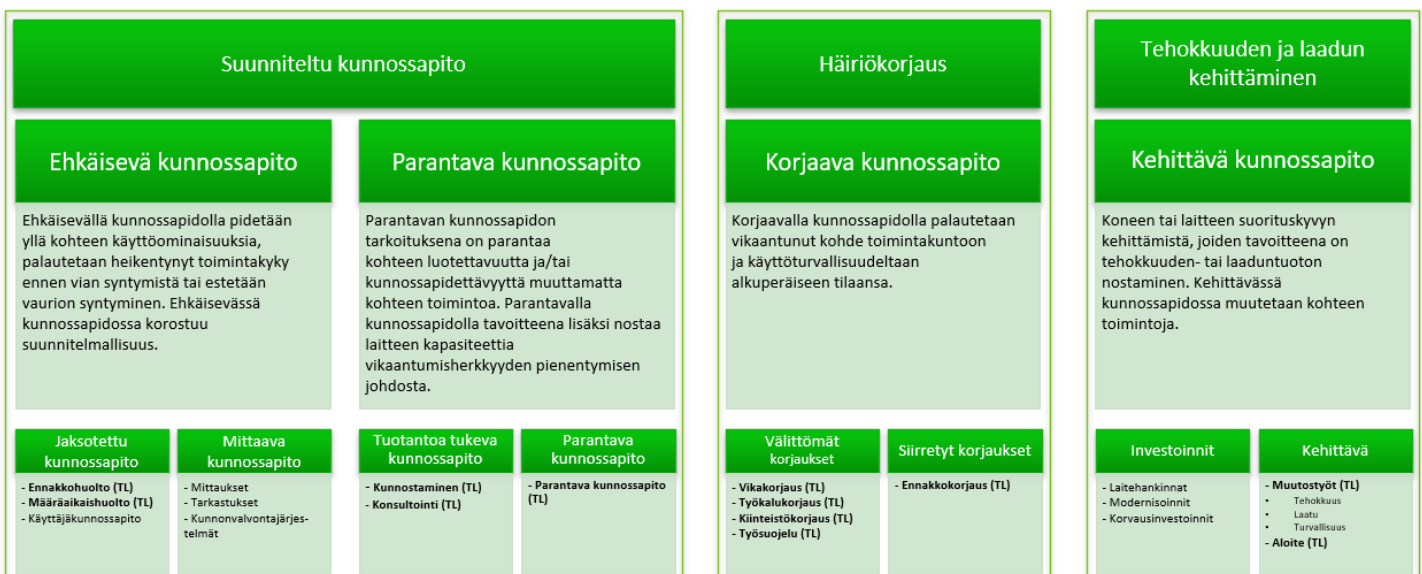 Suunniteltu kunnossapito
Ehkäisevä kunnossapito
Ehkäisevällä kunnossapidolla pidetään
yllä kohteen käyttöominaisuuksia,
palautetaan heikentynyt toimintakyky
ennen vian syntymistä tai estetään
vaurion syntyminen. Ehkäisevässä
kunnossapidossa korostuu
suunnitelmallisuus.
Jaksotettu
kunnossapito
- Ennakkohuolto (TL)
- Määräaikaishuolto (TL)
- Käyttäjäkunnossapito
Mittaava
kunnossapito
- Mittaukset
- Tarkastukset
- Kunnonvalvontajärjes-
telmät
Parantava kunnossapito
Parantavan kunnossapidon
tarkoituksena on parantaa
kohteen luotettavuutta ja/tai
kunnossapidettävyyttä muuttamatta
kohteen toimintoa. Parantavalla
kunnossapidolla tavoitteena lisäksi nostaa
laitteen kapasiteettia
vikaantumisherkkyyden pienentymisen
johdosta.
Tuotantoa tukeva
kunnossapito
- Kunnostaminen (TL)
- Konsultointi (TL)
Parantava
kunnossapito
- Parantava kunnossapito
(TL)
Häiriökorjaus
Korjaava kunnossapito
Korjaavalla kunnossapidolla palautetaan
vikaantunut kohde toimintakuntoon
ja käyttöturvallisuudeltaan
alkuperäiseen tilaansa.
Välittömät
korjaukset
- Vikakorjaus (TL)
- Työkalukorjaus (TL)
- Kiinteistökorjaus (TL)
- Työsuojelu (TL)
Siirretyt korjaukset
- Ennakkokorjaus (TL)
Tehokkuuden ja laadun
kehittäminen
Kehittävä kunnossapito
Koneen tai laitteen suorituskyvyn
kehittämistä, joiden tavoitteena on
tehokkuuden- tai laaduntuoton
nostaminen. Kehittävässä
kunnossapidossa muutetaan kohteen
toimintoja.
Investoinnit
- Laitehankinnat
- Modernisoinnit
- Korvausinvestoinnit
Kehittävä
- Muutostyöt (TL)
• Tehokkuus
• Laatu
• Turvallisuus
- Aloite (TL)